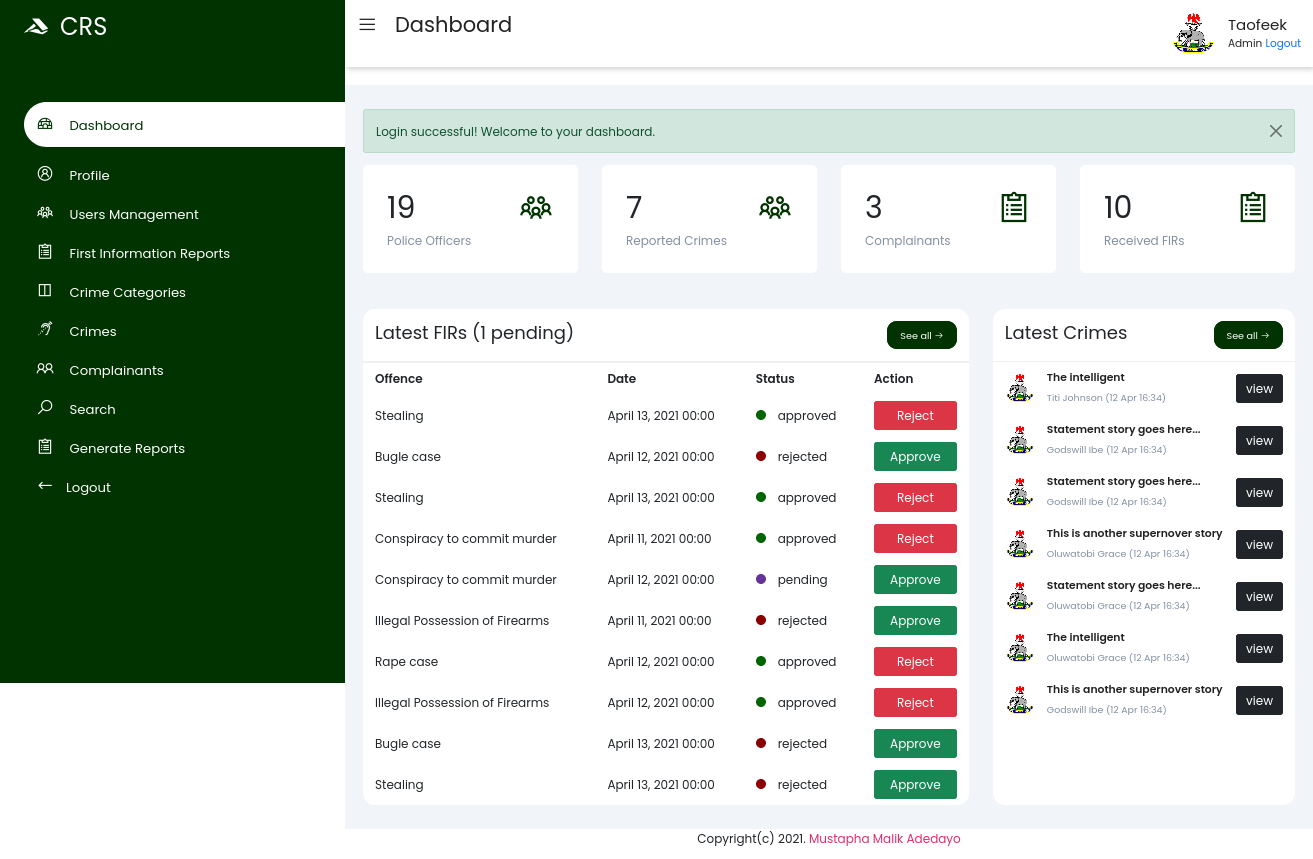 CRS
Dashboard
Taofeek
Admin Logout
Dashboard
Profile
Users Management
First Information Reports
Crime Categories
Crimes
Complainants
Search
Generate Reports
Logout
Login successful! Welcome to your dashboard.
19
Police Officers
7
Reported Crimes
3
Complainants
10
Received FIRs
Latest FIRs (1 pending)
See all →
Offence Date Status Action
Stealing April 13, 2021 00:00 approved Reject
Bugle case April 12, 2021 00:00 rejected Approve
Stealing April 13, 2021 00:00 approved Reject
Conspiracy to commit murder April 11, 2021 00:00 approved Reject
Conspiracy to commit murder April 12, 2021 00:00 pending Approve
Illegal Possession of Firearms April 11, 2021 00:00 rejected Approve
Rape case April 12, 2021 00:00 approved Reject
Illegal Possession of Firearms April 12, 2021 00:00 approved Reject
Bugle case April 13, 2021 00:00 rejected Approve
Stealing April 13, 2021 00:00 rejected Approve
Latest Crimes
See all →
The intelligent
Titi Johnson (12 Apr 16:34)
view
Statement story goes here...
Godswill Ibe (12 Apr 16:34)
view
Statement story goes here...
Godswill Ibe (12 Apr 16:34)
view
This is another supernover story
Oluwatobi Grace (12 Apr 16:34)
view
Statement story goes here...
Oluwatobi Grace (12 Apr 16:34)
view
The intelligent
Oluwatobi Grace (12 Apr 16:34)
view
This is another supernover story
Godswill Ibe (12 Apr 16:34)
view
Copyright(c) 2021. Mustapha Malik Adedayo